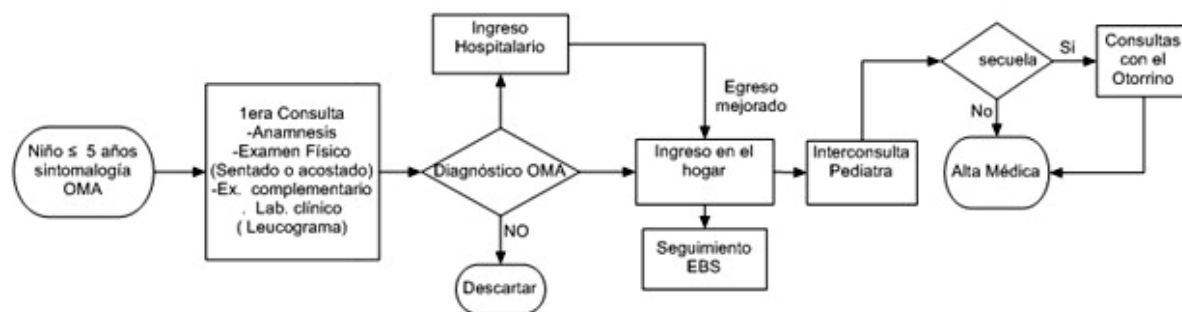 Niño ≤ 5 años
sintomalogía
OMA
1era Consulta
-Anamnesis
-Examen Físico
(Sentado o acostado)
-Ex. complementario
. Lab. clínico
( Leucograma)
Ingreso
Hospitalario
Diagnóstico OMA
NO
Descartar
Egreso
mejorado
Ingreso en el
hogar
Seguimiento
EBS
Interconsulta
Pediatra
secuela
Si
No
Consultas
con el
Otorrino
Alta Médica